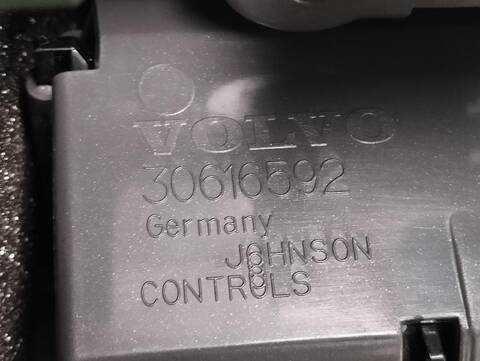 VOLVO
30616592
Germany
JOHNSON
CONTROLS